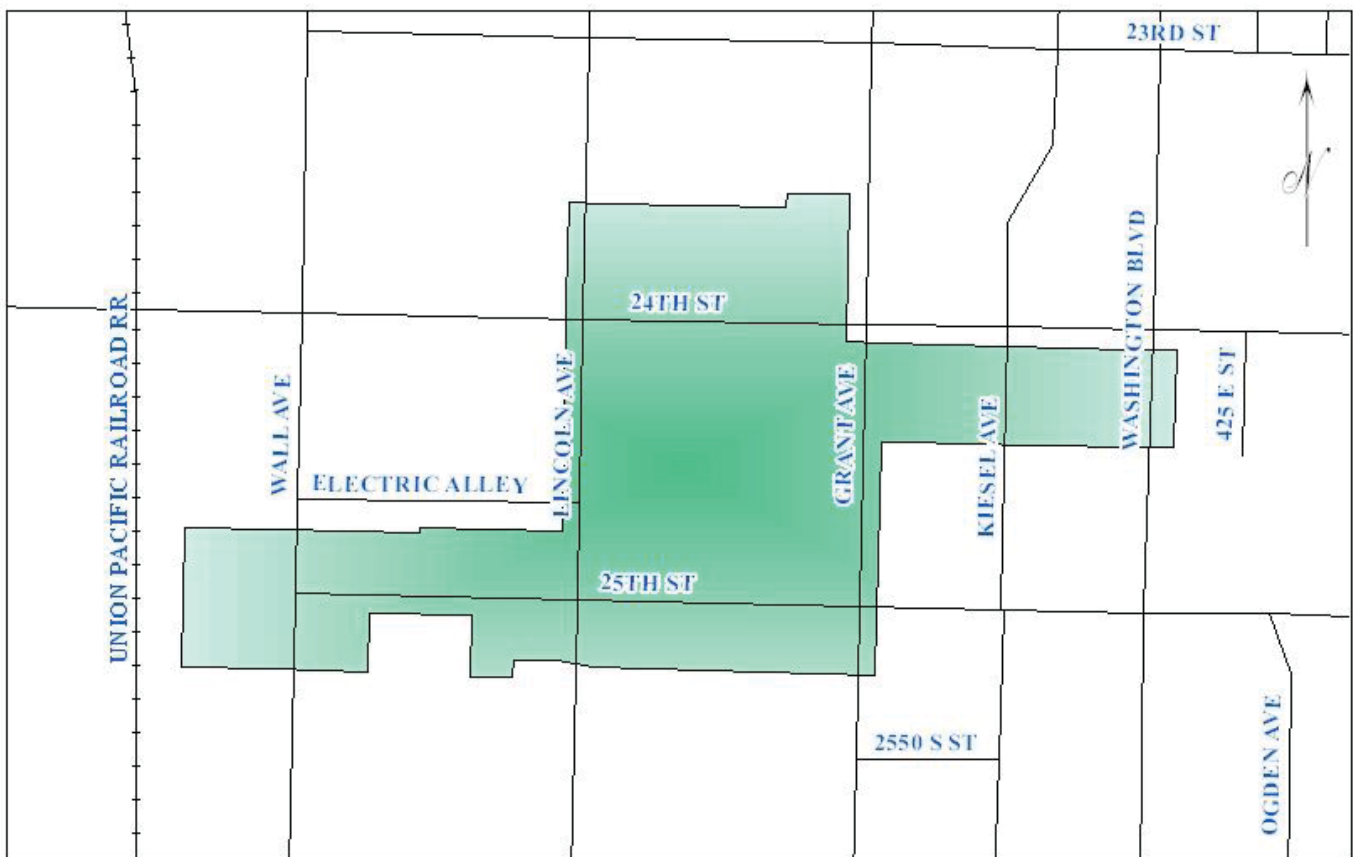 23RD ST
N
24TH ST
UNION PACIFIC RAILROAD RR
WALL AVE
LINCOLN AVE
GRANT AVE
KIESEL AVE
WASHINGTON BLVD
425 E ST
ELECTRIC ALLEY
25TH ST
2550 S ST
OGDEN AVE